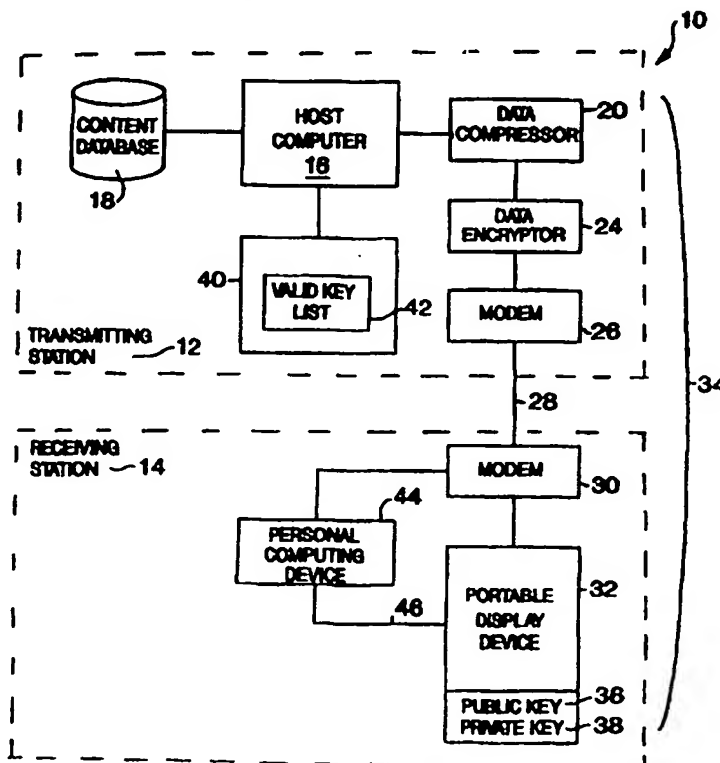 10
CONTENT
DATABASE
18
HOST
COMPUTER
16
DATA
COMPRESSOR
20
DATA
ENCRYPTOR
24
40
VALID KEY
LIST
42
MODEM
26
TRANSMITTING
STATION
12
34
28
RECEIVING
STATION
14
MODEM
30
44
PERSONAL
COMPUTING
DEVICE
46
PORTABLE
DISPLAY
DEVICE
32
PUBLIC KEY
36
PRIVATE KEY
38